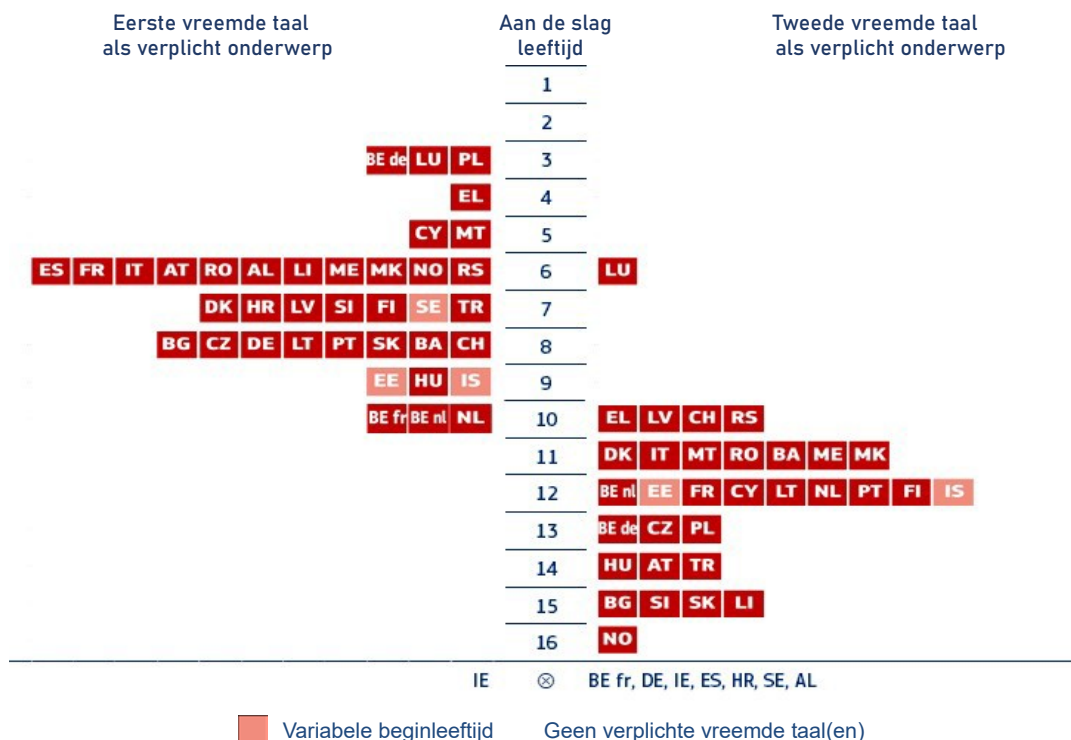 Eerste vreemde taal Aan de slag Tweede vreemde taal
als verplicht onderwerp leeftijd als verplicht onderwerp
1
2
BE de LU PL 3
EL 4
CY MT 5
ES FR IT AT RO AL LI ME MK NO RS 6 LU
DK HR LV SI FI SE TR 7
BG CZ DE LT PT SK BA CH 8
EE HU IS 9
BE fr BE nl NL 10 EL LV CH RS
11 DK IT MT RO BA ME MK
12 BE nl EE FR CY LT NL PT FI IS
13 BE de CZ PL
14 HU AT TR
15 BG SI SK LI
16 NO
IE ⊗ BE fr, DE, IE, ES, HR, SE, AL
Variabele beginleeftijd Geen verplichte vreemde taal(en)